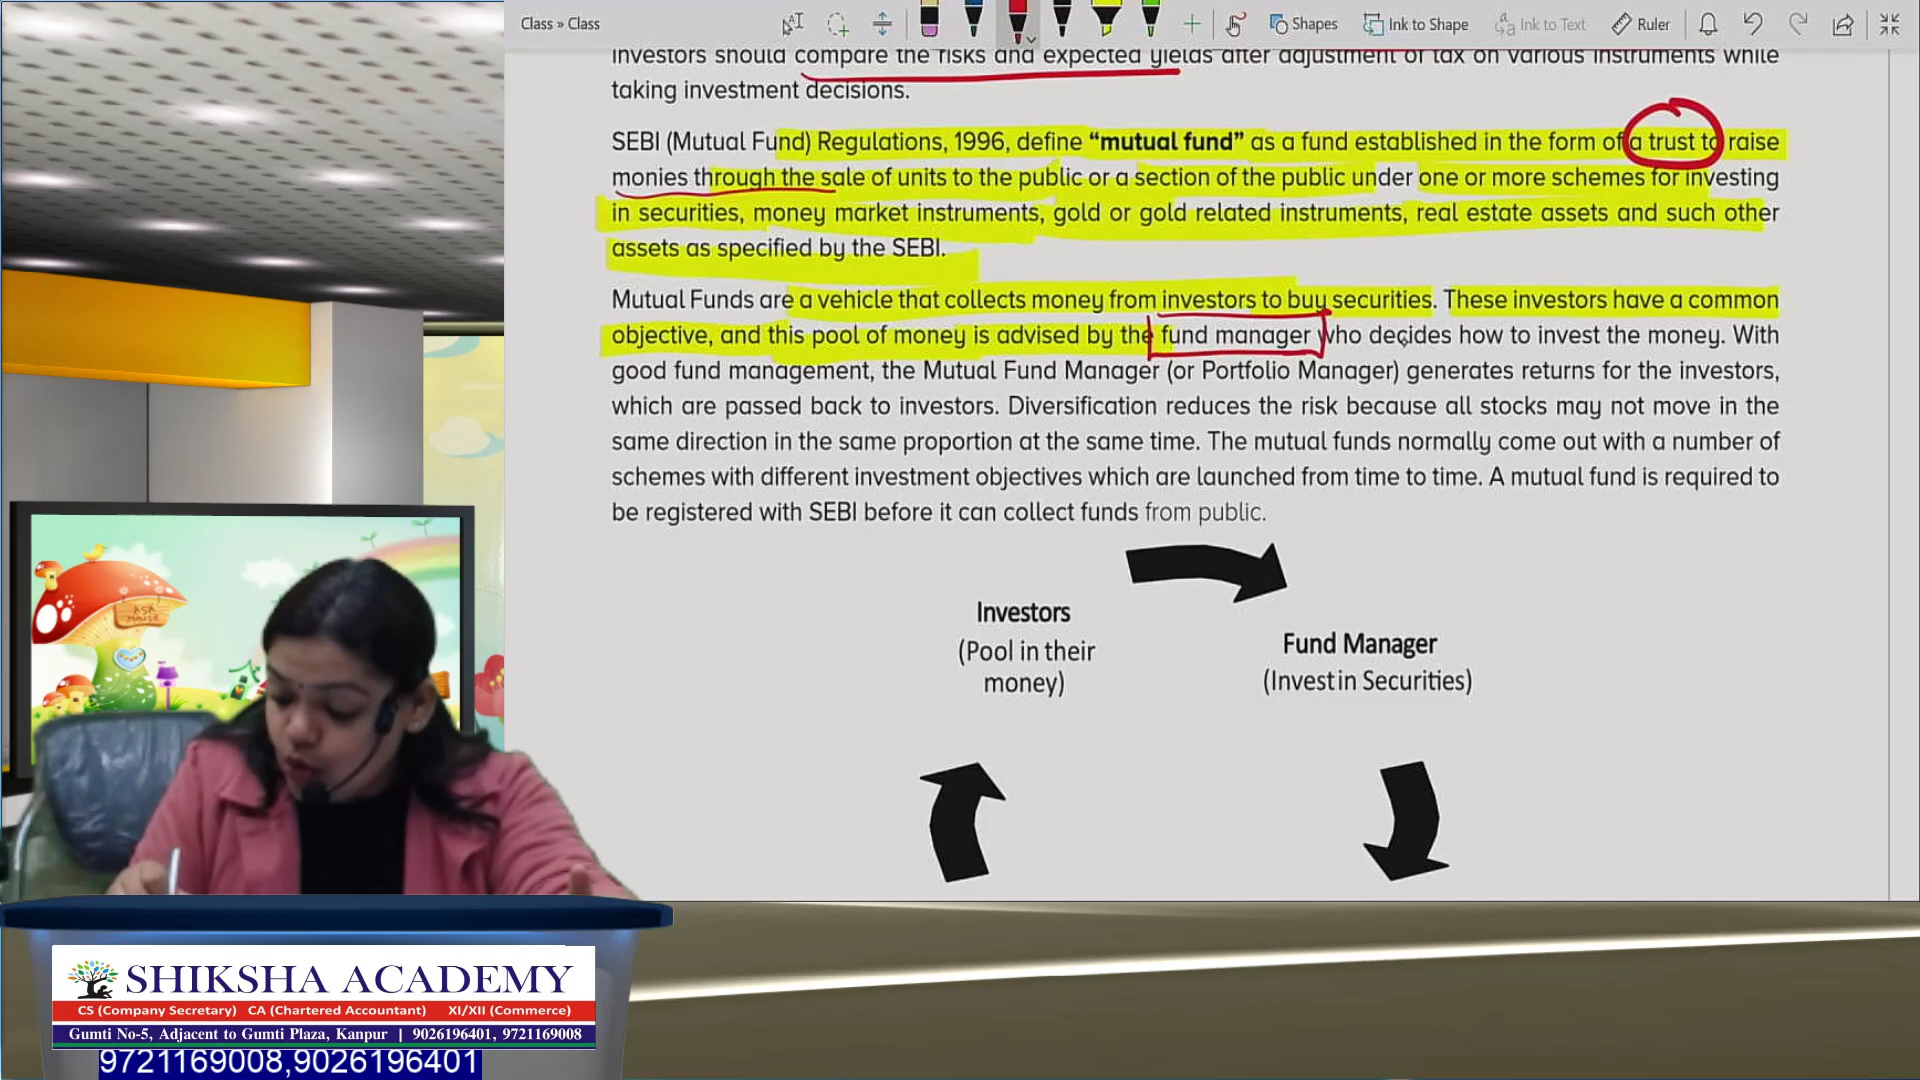 Class » Class
Shapes
Ink to Shape
Ink to Text
Ruler
Investors should compare the risks and expected yields after adjustment of tax on various instruments while
taking investment decisions.
SEBI (Mutual Fund) Regulations, 1996, define “mutual fund” as a fund established in the form of a trust to raise
monies through the sale of units to the public or a section of the public under one or more schemes for investing
in securities, money market instruments, gold or gold related instruments, real estate assets and such other
assets as specified by the SEBI.
Mutual Funds are a vehicle that collects money from investors to buy securities. These investors have a common
objective, and this pool of money is advised by the fund manager who decides how to invest the money. With
good fund management, the Mutual Fund Manager (or Portfolio Manager) generates returns for the investors,
which are passed back to investors. Diversification reduces the risk because all stocks may not move in the
same direction in the same proportion at the same time. The mutual funds normally come out with a number of
schemes with different investment objectives which are launched from time to time. A mutual fund is required to
be registered with SEBI before it can collect funds from public.
Investors
(Pool in their
money)
Fund Manager
(Invest in Securities)
ASA
House
SHIKSHA ACADEMY
CS (Company Secretary) CA (Chartered Accountant) XI/XII (Commerce)
Gumti No-5, Adjacent to Gumti Plaza, Kanpur | 9026196401, 9721169008
9721169008,9026196401